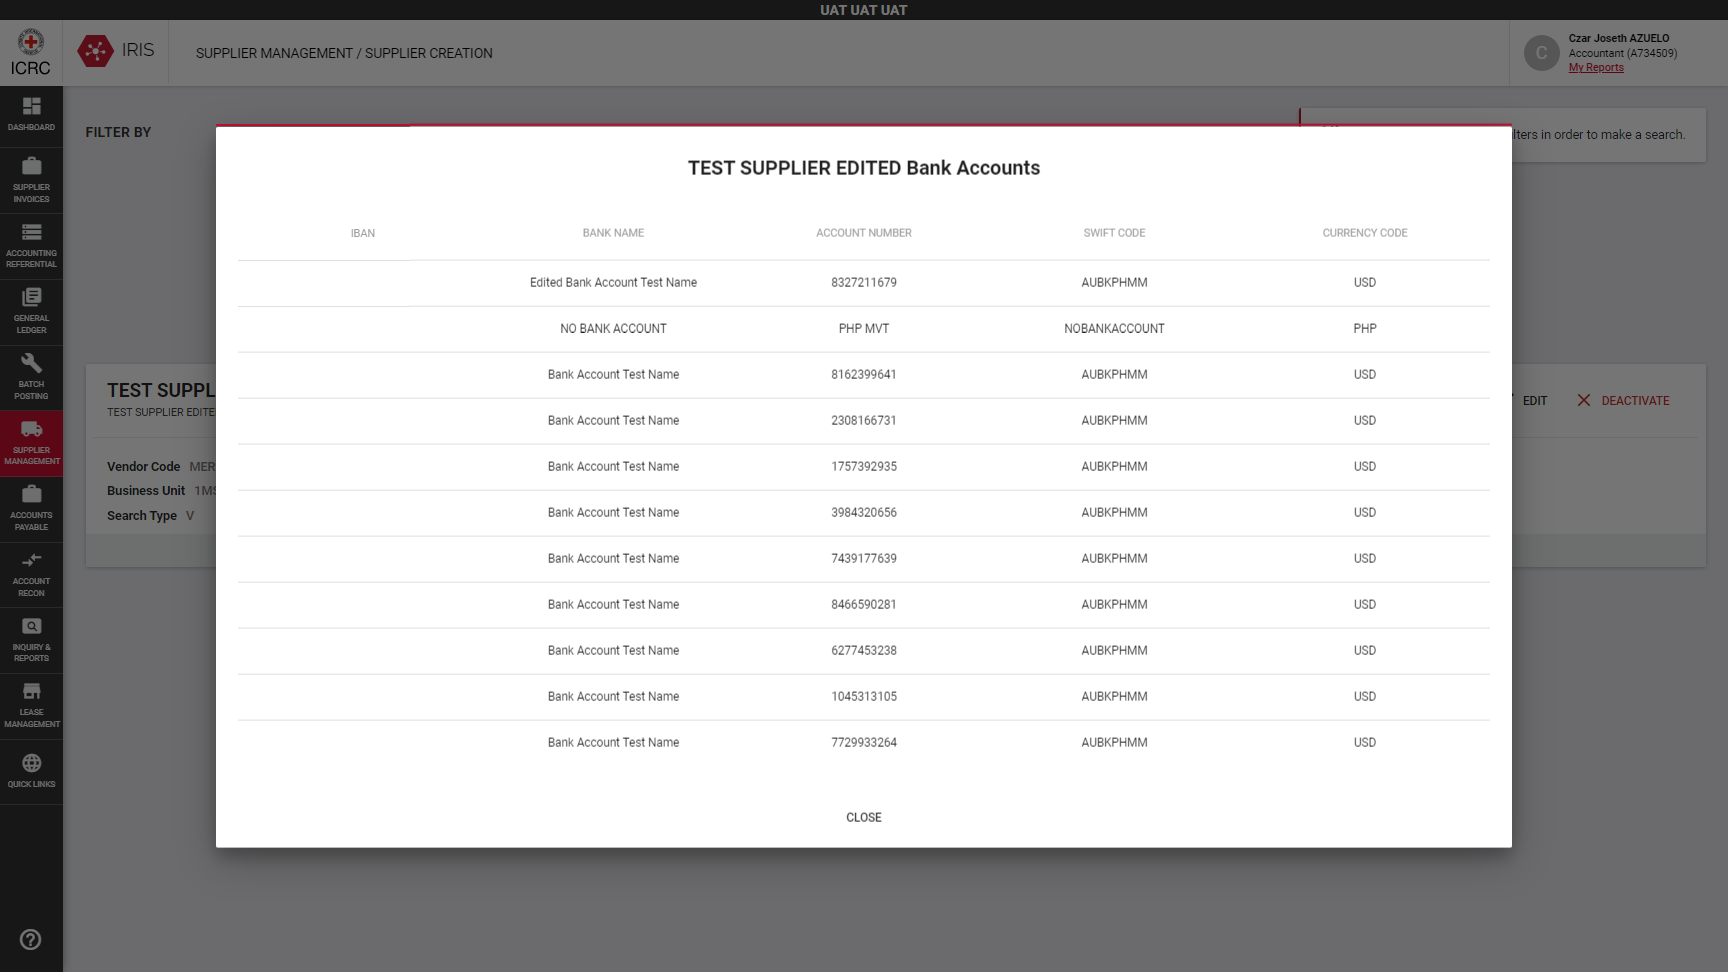 UAT UAT UAT
ICRC
IRIS
SUPPLIER MANAGEMENT / SUPPLIER CREATION
C
Czar Joseth AZUELO
Accountant (A734509)
My Reports
DASHBOARD
SUPPLIER
INVOICES
ACCOUNTING
REFERENTIAL
GENERAL
LEDGER
BATCH
POSTING
SUPPLIER
MANAGEMENT
ACCOUNTS
PAYABLE
ACCOUNT
RECON
INQUIRY &
REPORTS
LEASE
MANAGEMENT
QUICK LINKS
FILTER BY
lters in order to make a search.
TEST SUPPL
TEST SUPPLIER EDITE
EDIT
DEACTIVATE
Vendor Code MER
Business Unit 1MS
Search Type V
TEST SUPPLIER EDITED Bank Accounts
IBAN BANK NAME ACCOUNT NUMBER SWIFT CODE CURRENCY CODE
Edited Bank Account Test Name 8327211679 AUBKPHMM USD
NO BANK ACCOUNT PHP MVT NOBANKACCOUNT PHP
Bank Account Test Name 8162399641 AUBKPHMM USD
Bank Account Test Name 2308166731 AUBKPHMM USD
Bank Account Test Name 1757392935 AUBKPHMM USD
Bank Account Test Name 3984320656 AUBKPHMM USD
Bank Account Test Name 7439177639 AUBKPHMM USD
Bank Account Test Name 8466590281 AUBKPHMM USD
Bank Account Test Name 6277453238 AUBKPHMM USD
Bank Account Test Name 1045313105 AUBKPHMM USD
Bank Account Test Name 7729933264 AUBKPHMM USD
CLOSE